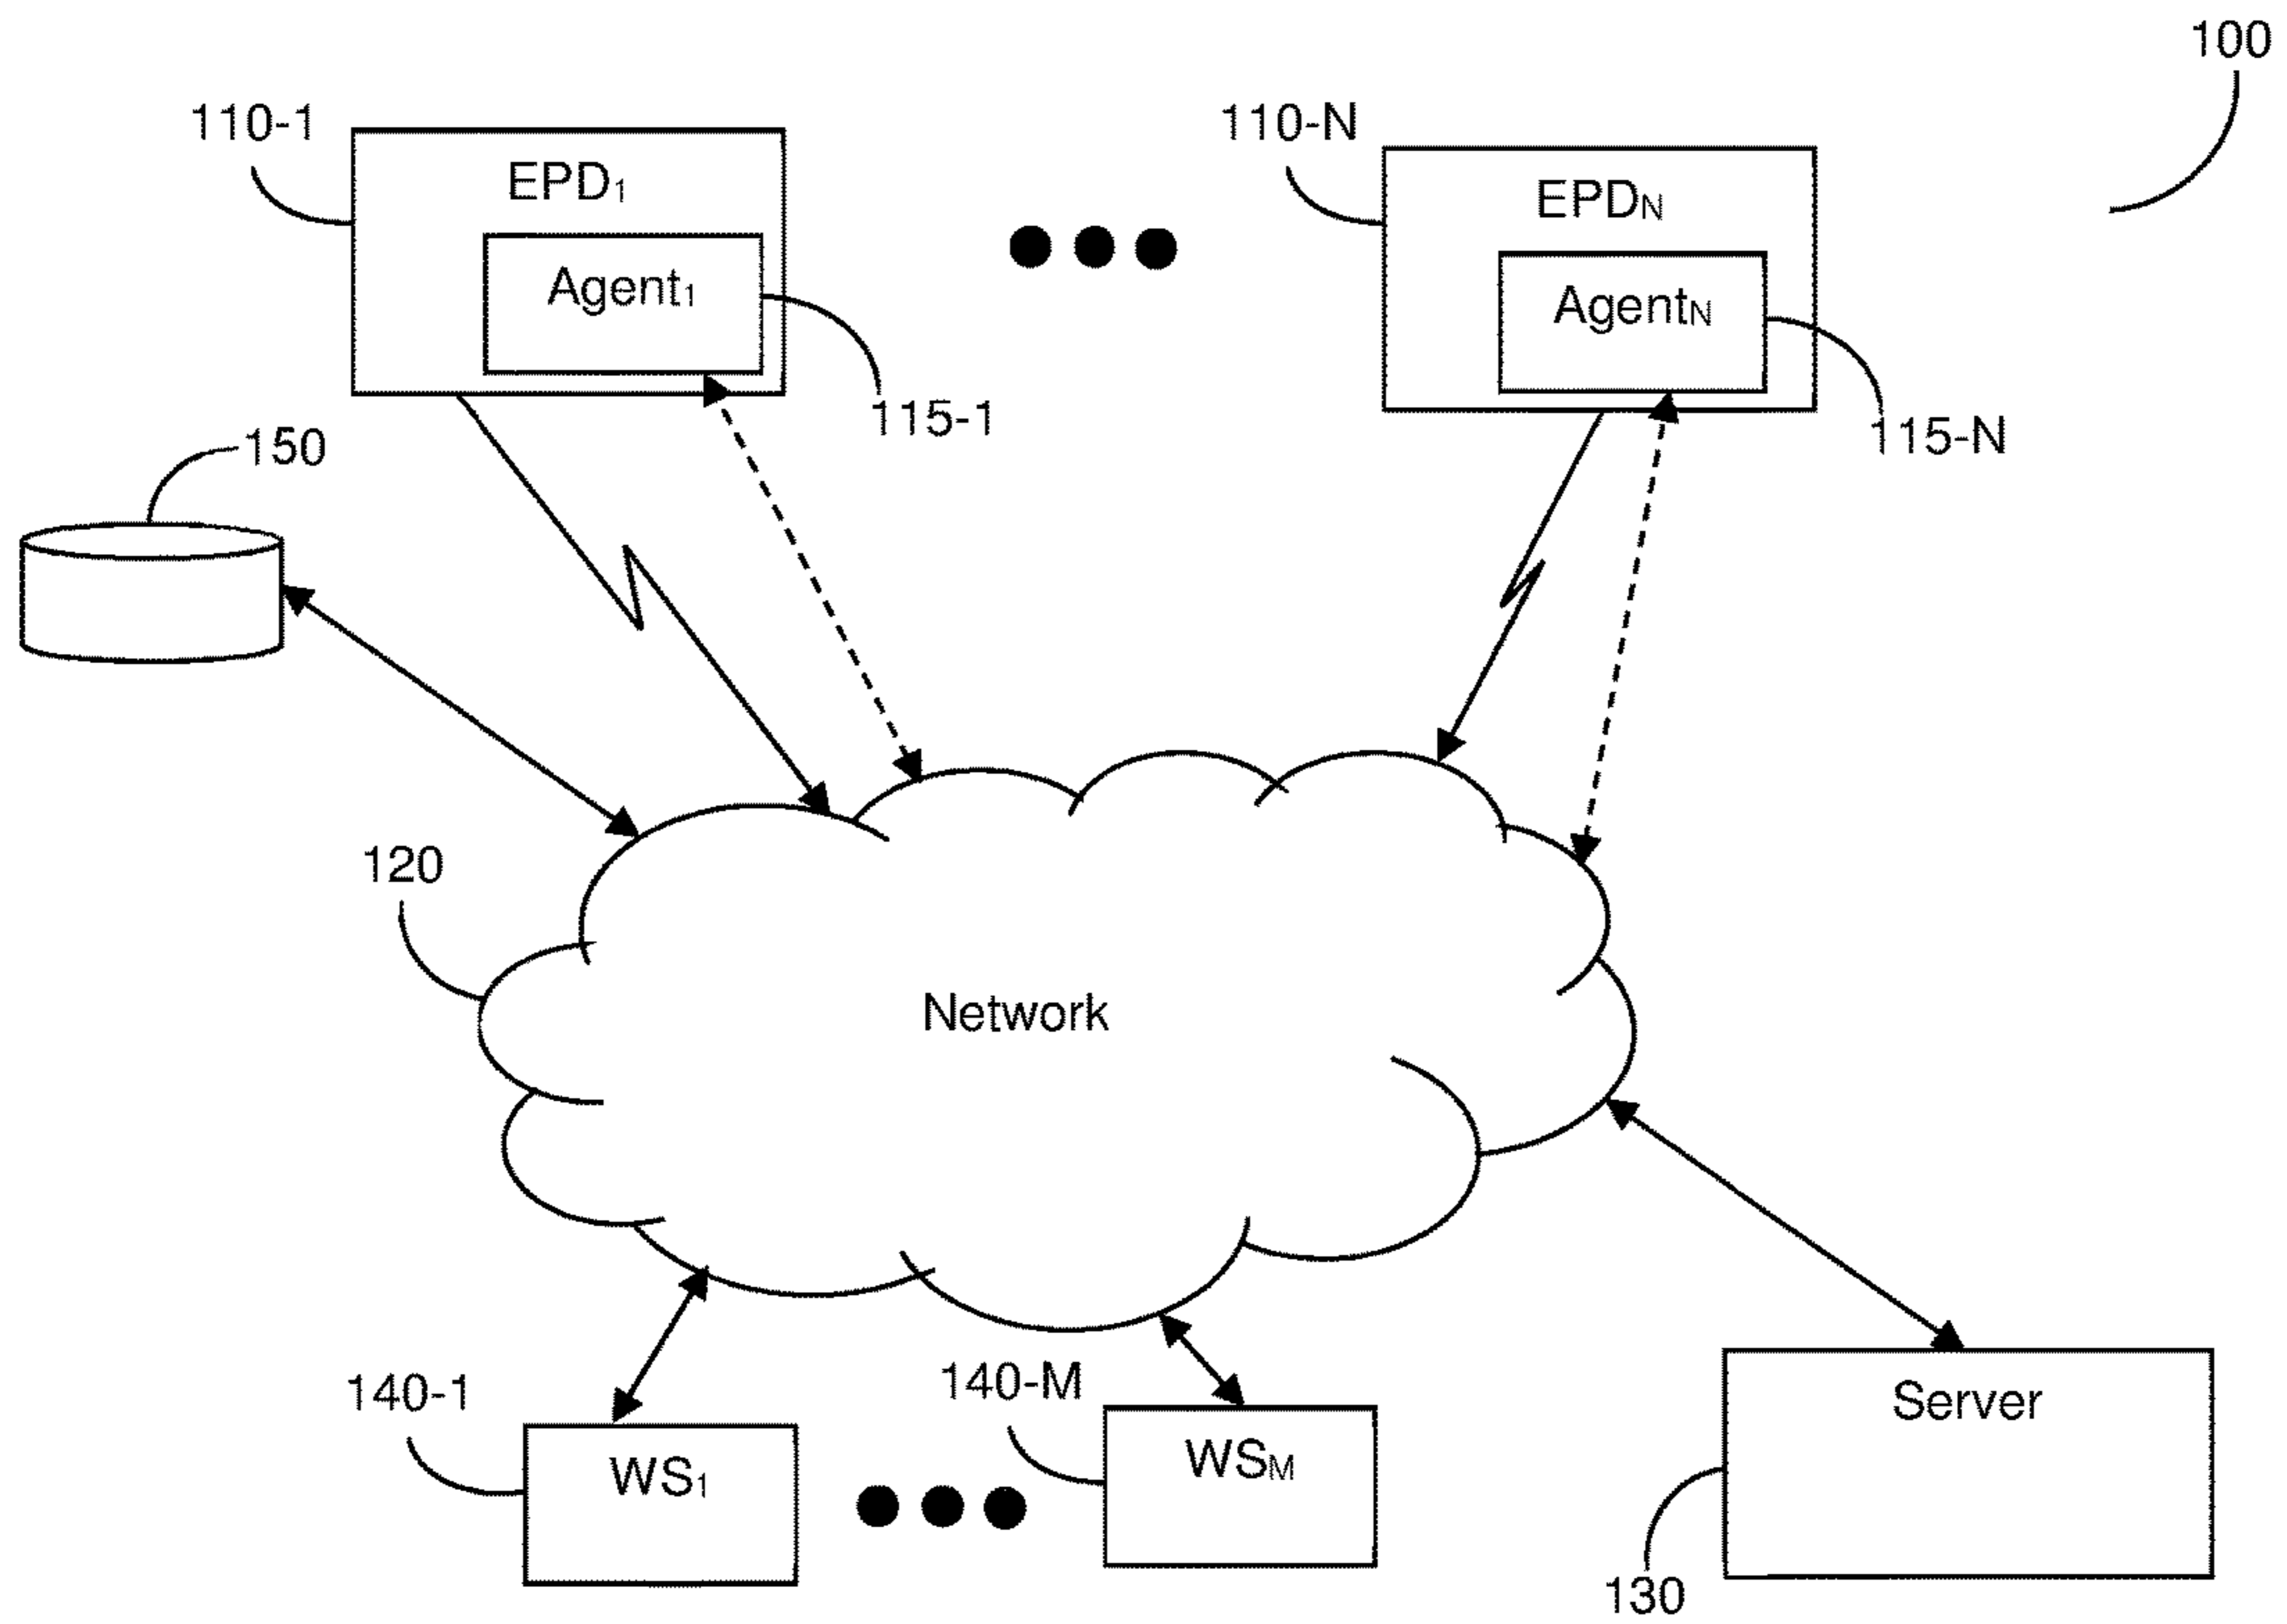 100
110-1
110-N
EPD₁
EPDN
Agent₁
AgentN
115-1
115-N
150
120
Network
140-1
140-M
WS₁
WSM
Server
130